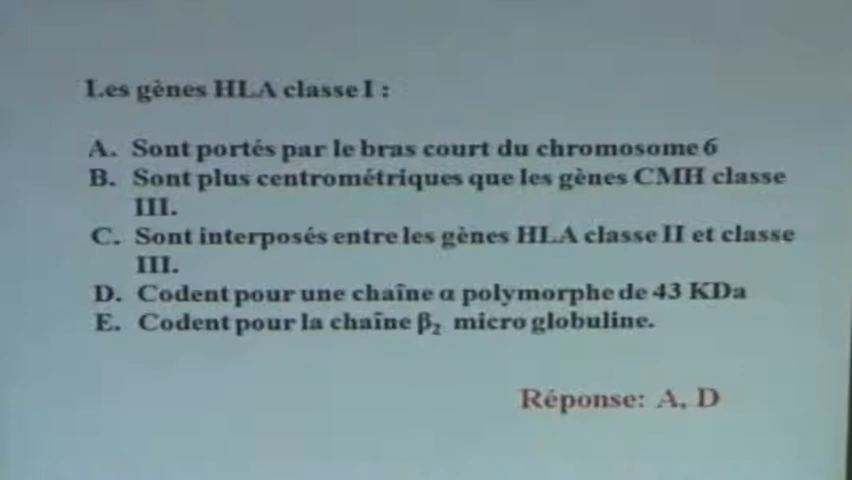 Les gènes HLA classe I :
A. Sont portés par le bras court du chromosome 6
B. Sont plus centrométriques que les gènes CMH classe
III.
C. Sont interposés entre les gènes HLA classe II et classe
III.
D. Codent pour une chaîne α polymorphe de 43 KDa
E. Codent pour la chaîne β₂ micro globuline.
Réponse: A, D